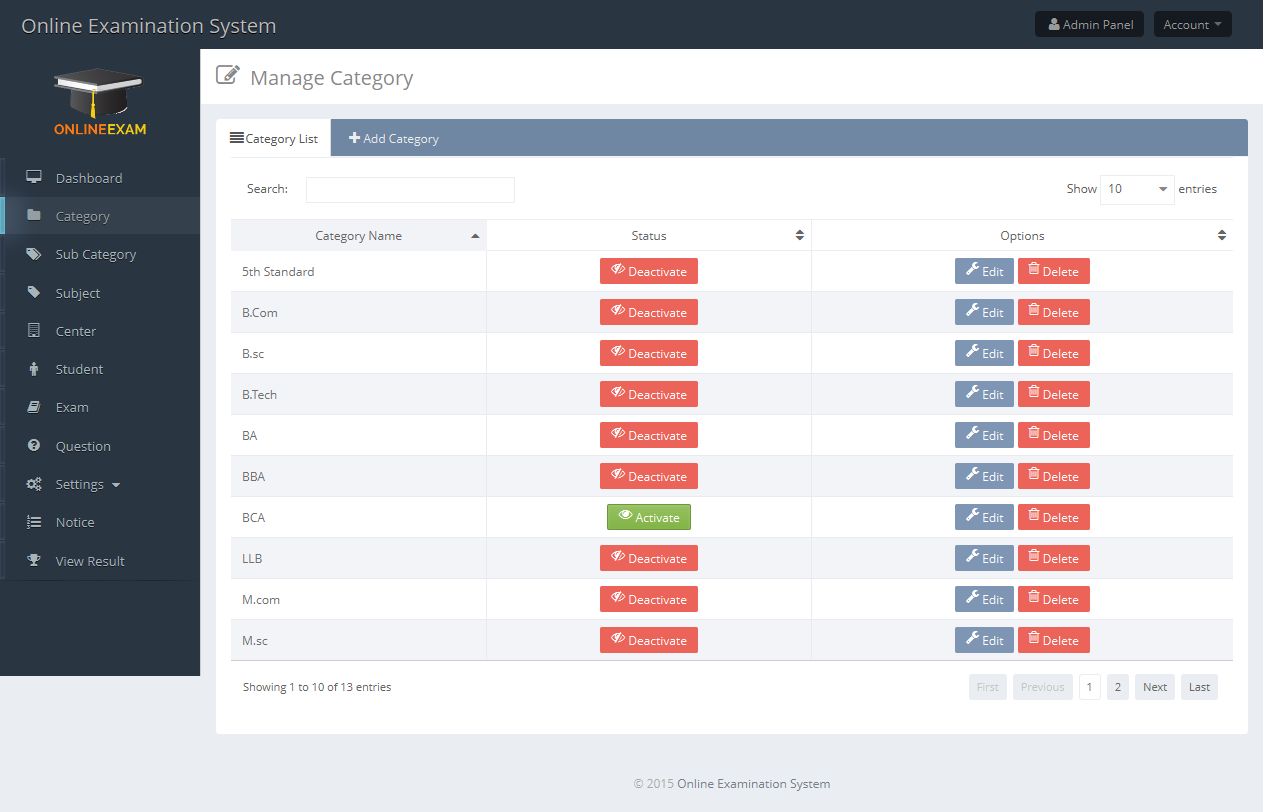 Online Examination System
Admin Panel Account
ONLINEEXAM
Dashboard
Category
Sub Category
Subject
Center
Student
Exam
Question
Settings
Notice
View Result
Manage Category
Category List Add Category
Search: Show 10 entries
Category Name Status Options
5th Standard Deactivate Edit Delete
B.Com Deactivate Edit Delete
B.sc Deactivate Edit Delete
B.Tech Deactivate Edit Delete
BA Deactivate Edit Delete
BBA Deactivate Edit Delete
BCA Activate Edit Delete
LLB Deactivate Edit Delete
M.com Deactivate Edit Delete
M.sc Deactivate Edit Delete
Showing 1 to 10 of 13 entries First Previous 1 2 Next Last
© 2015 Online Examination System